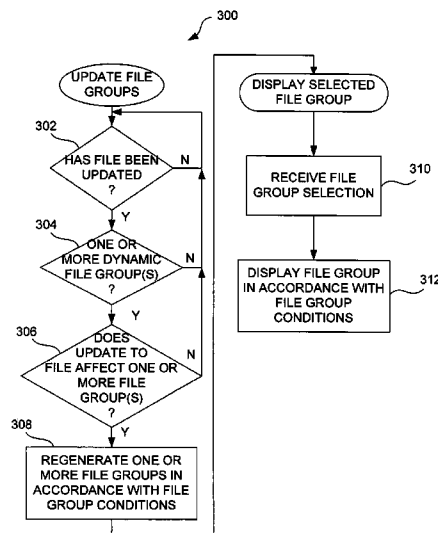 300
UPDATE FILE
GROUPS
302
HAS FILE BEEN
UPDATED
?
N
Y
304
ONE OR
MORE DYNAMIC
FILE GROUP(S)
?
N
Y
306
DOES
UPDATE TO
FILE AFFECT ONE OR
MORE FILE
GROUP(S)
?
N
Y
308
REGENERATE ONE OR
MORE FILE GROUPS IN
ACCORDANCE WITH FILE
GROUP CONDITIONS
DISPLAY SELECTED
FILE GROUP
RECEIVE FILE
GROUP SELECTION
310
DISPLAY FILE GROUP
IN ACCORDANCE WITH
FILE GROUP
CONDITIONS
312